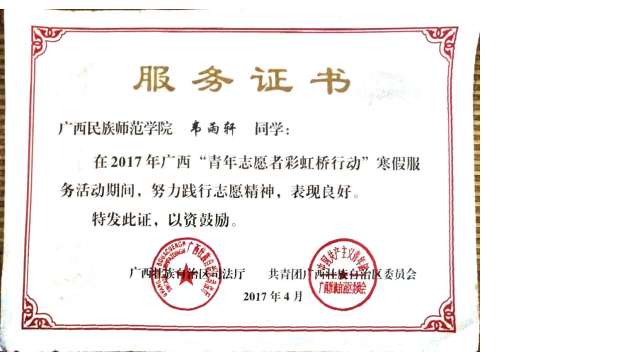 服务证书
广西民族师范学院 韦雨轩 同学：
在2017年广西“青年志愿者彩虹桥行动”寒假服
务活动期间，努力践行志愿精神，表现良好。
特发此证，以资鼓励。
广西壮族自治区司法厅 共青团广西壮族自治区委员会
2017年4月